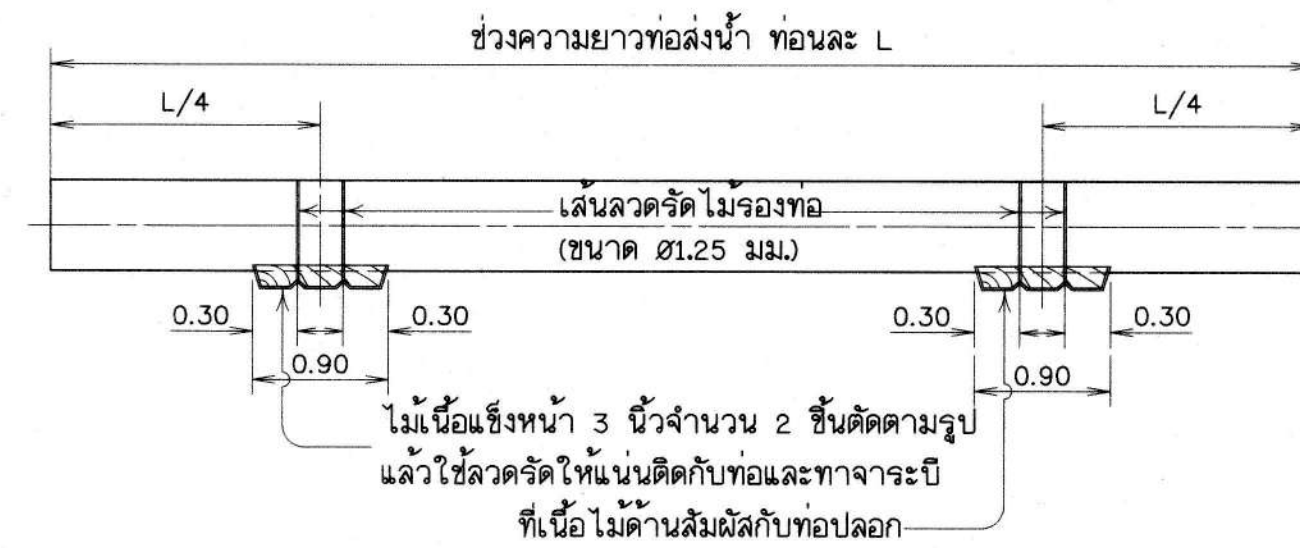 ช่วงความยาวท่อส่งน้ำ ท่อนละ L
L/4 L/4
เส้นลวดรัดไม้รองท่อ
(ขนาด Ø1.25 มม.)
0.30 0.30 0.30 0.30
0.90 0.90
ไม้เนื้อแข็งหน้า 3 นิ้วจำนวน 2 ชิ้นตัดตามรูป
แล้วใช้ลวดรัดให้แน่นติดกับท่อและทาจาระบี
ที่เนื้อไม้ด้านสัมผัสกับท่อปลอก